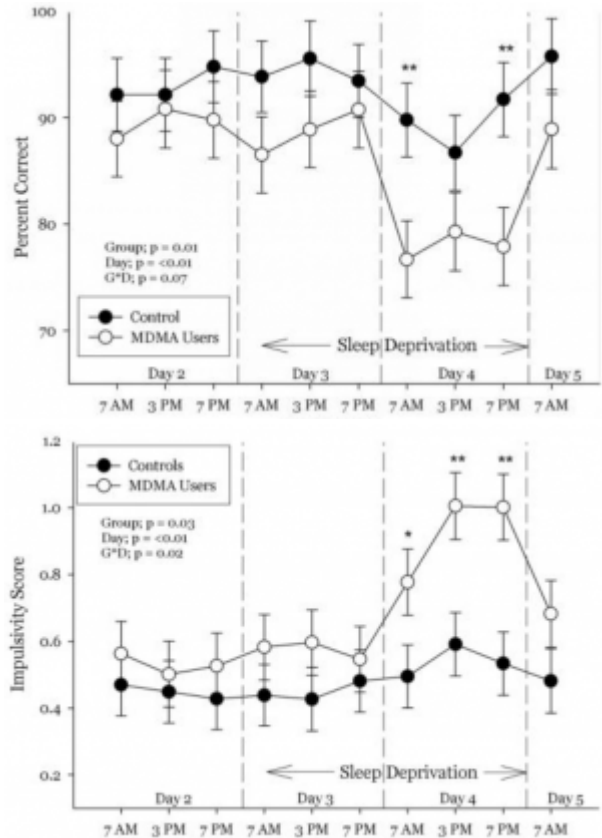 100
90
80
70
Percent Correct
** **
Group; p = 0.01
Day; p = <0.01
G*D; p = 0.07
Control
MDMA Users
Sleep Deprivation
Day 2 Day 3 Day 4 Day 5
7 AM 3 PM 7 PM 7 AM 3 PM 7 PM 7 AM 3 PM 7 PM 7 AM
1.2
1.0
0.8
0.6
0.4
0.2
Impulsivity Score
Controls
MDMA Users
Group; p = 0.03
Day; p = <0.01
G*D; p = 0.02
* ** **
Sleep Deprivation
Day 2 Day 3 Day 4 Day 5
7 AM 3 PM 7 PM 7 AM 3 PM 7 PM 7 AM 3 PM 7 PM 7 AM